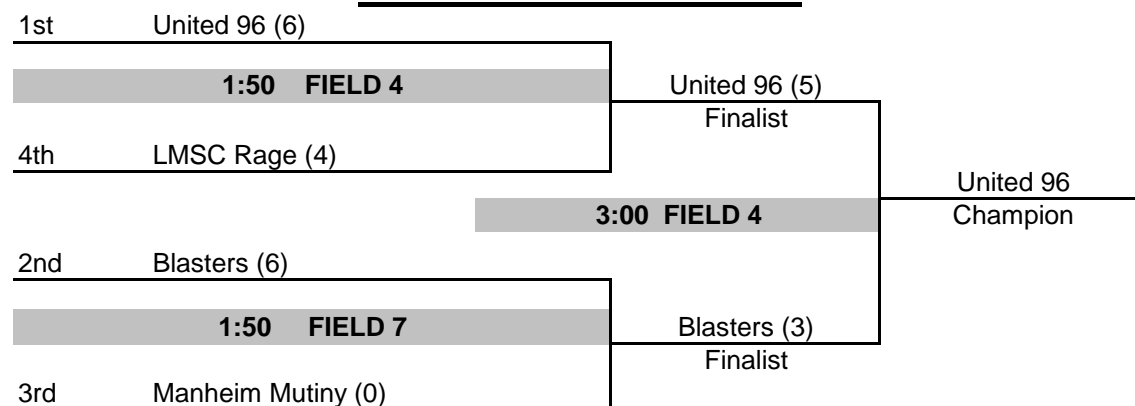 1st United 96 (6)
1:50 FIELD 4
United 96 (5)
Finalist
4th LMSC Rage (4)
United 96
3:00 FIELD 4
Champion
2nd Blasters (6)
1:50 FIELD 7
Blasters (3)
Finalist
3rd Manheim Mutiny (0)